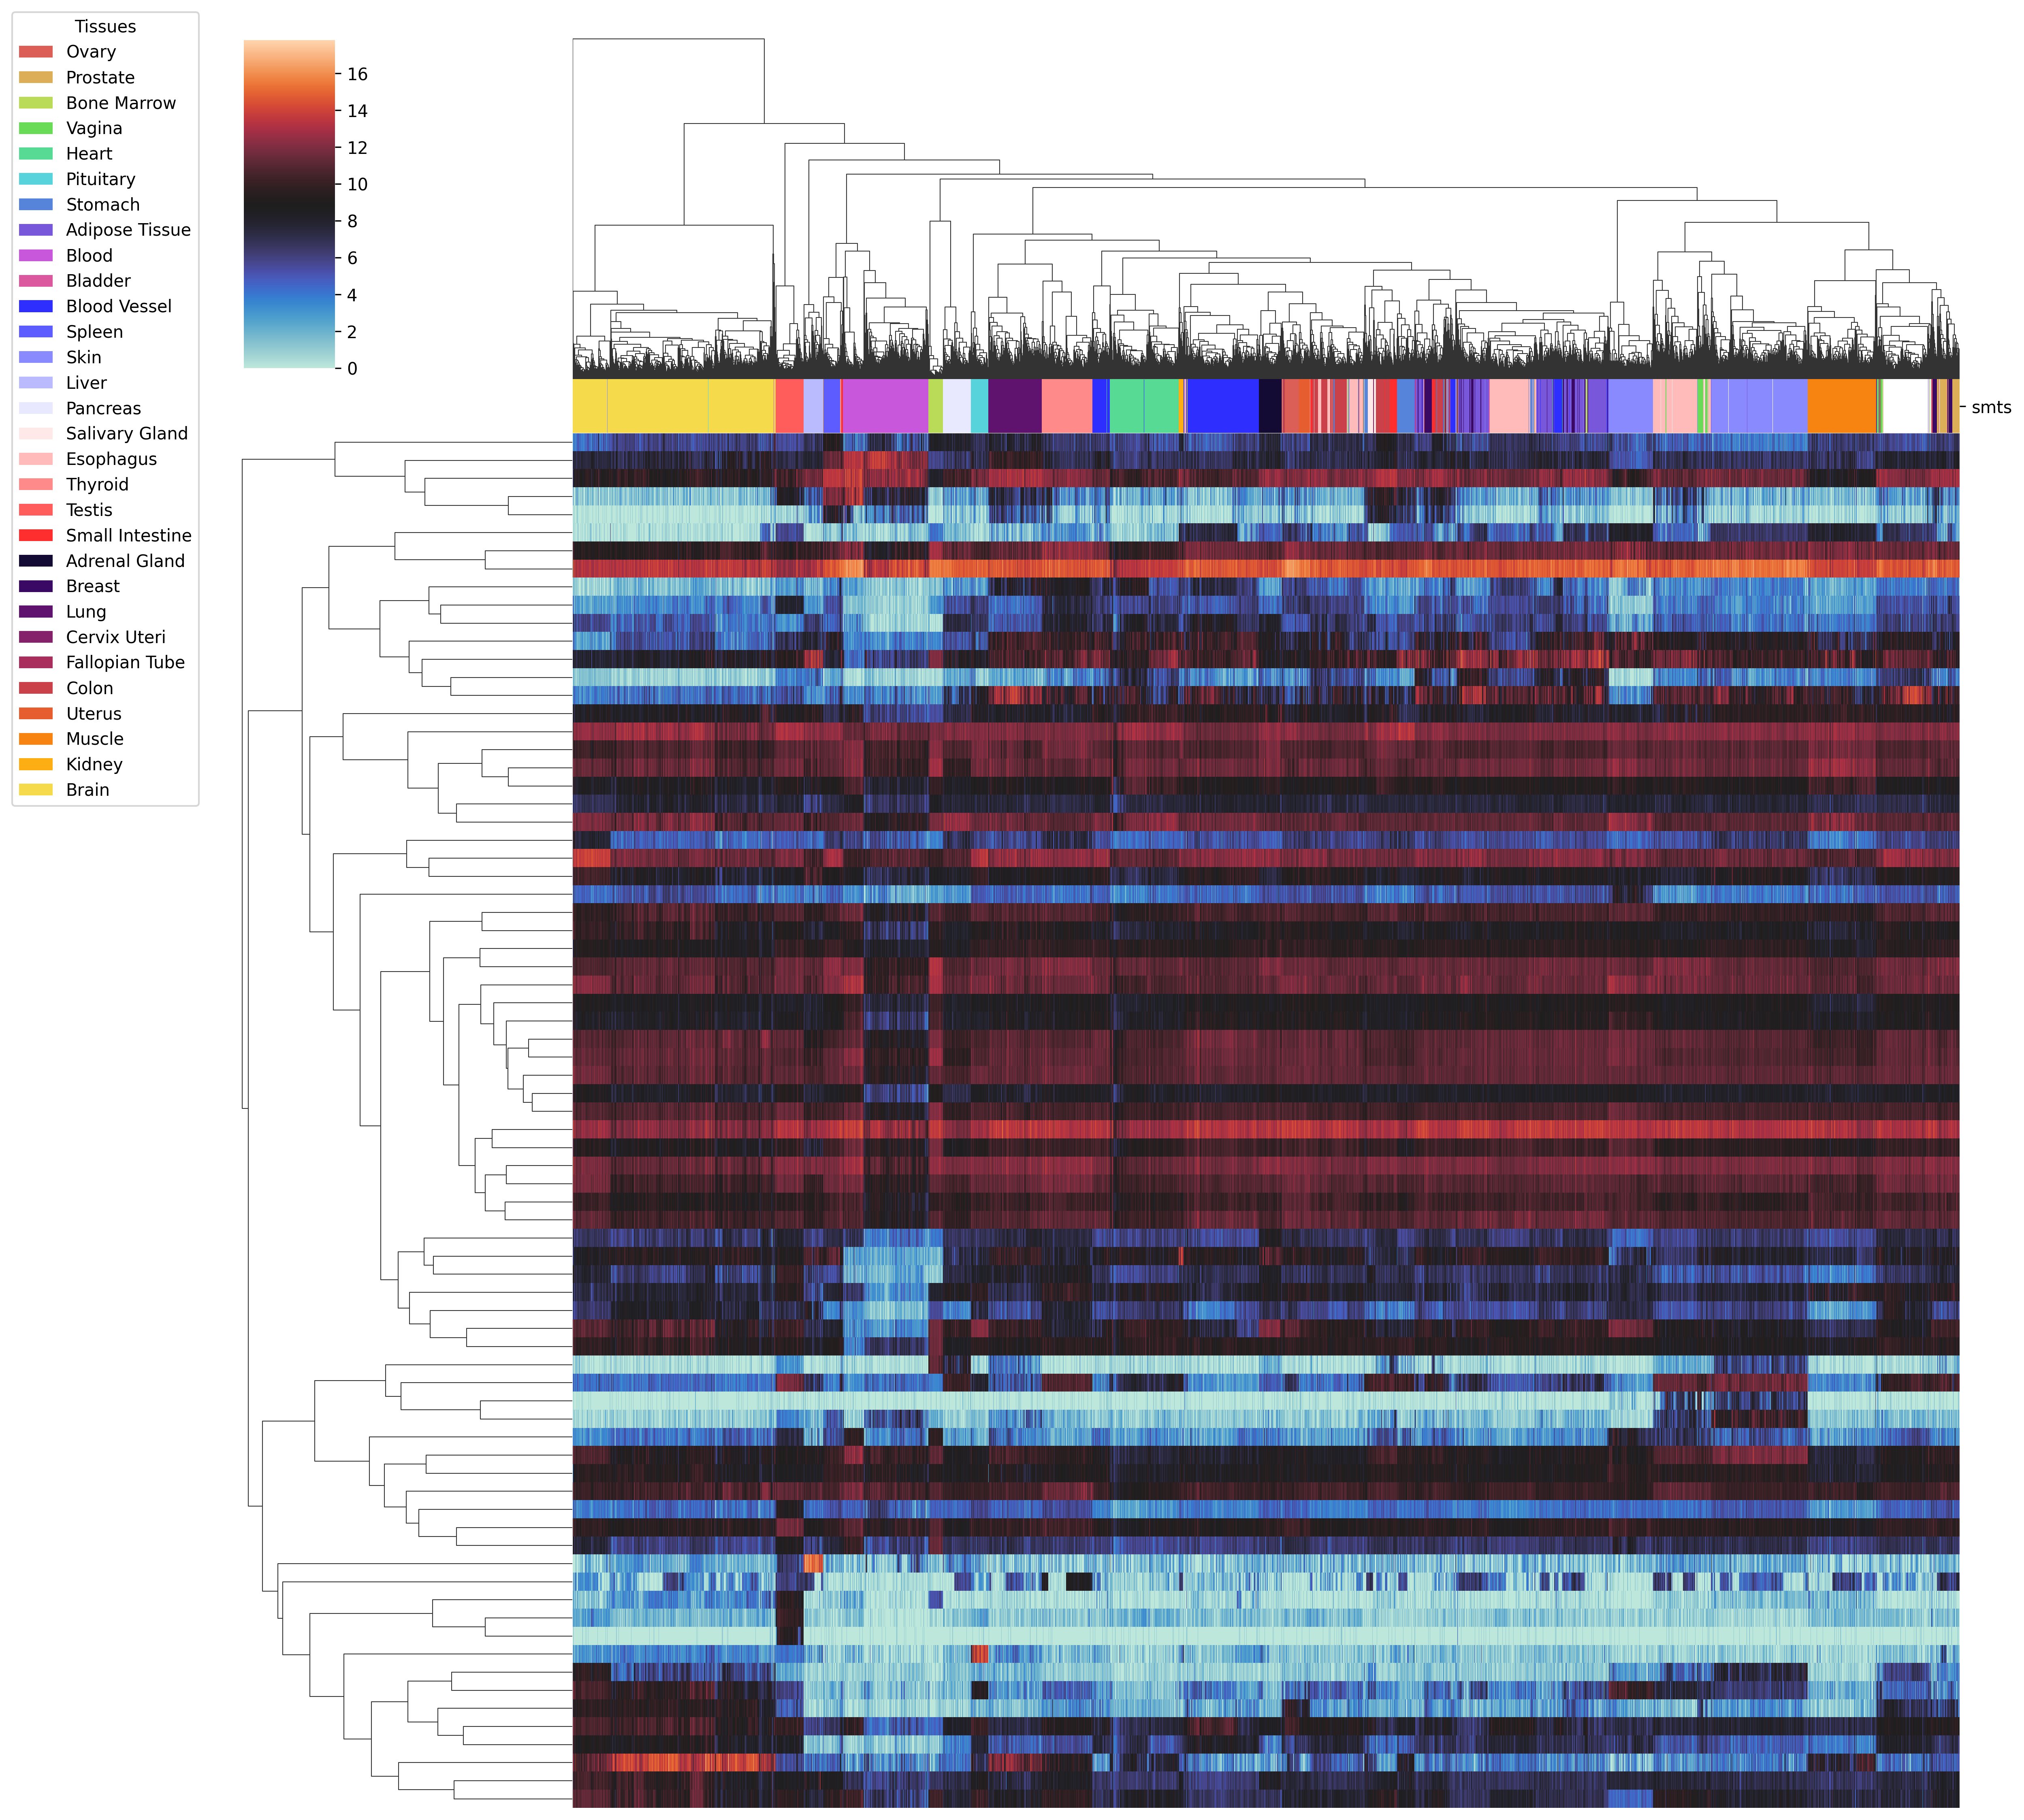 Tissues
Ovary
Prostate
Bone Marrow
Vagina
Heart
Pituitary
Stomach
Adipose Tissue
Blood
Bladder
Blood Vessel
Spleen
Skin
Liver
Pancreas
Salivary Gland
Esophagus
Thyroid
Testis
Small Intestine
Adrenal Gland
Breast
Lung
Cervix Uteri
Fallopian Tube
Colon
Uterus
Muscle
Kidney
Brain
16
14
12
10
8
6
4
2
0
smts